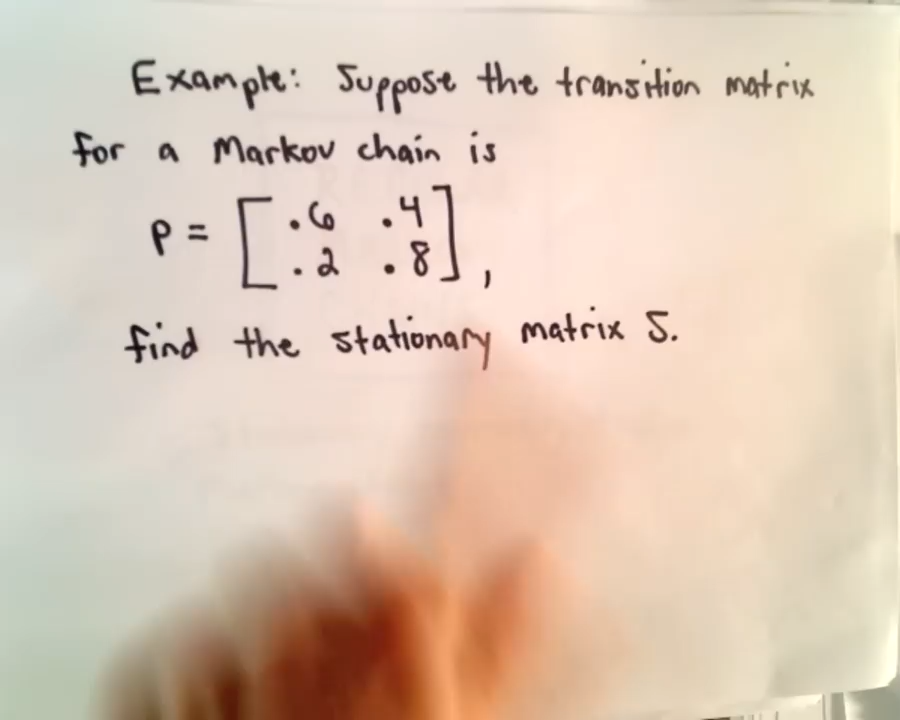 Example: Suppose the transition matrix
for a Markov chain is
P = [ .6 .4
.2 .8 ] ,
find the stationary matrix S.